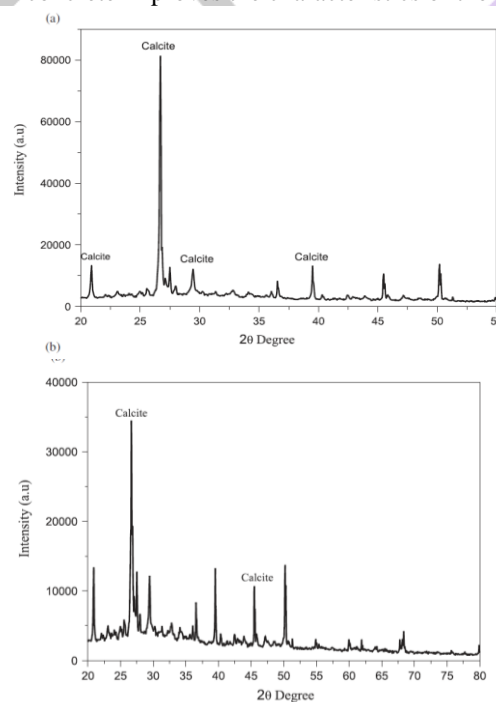 (a)
Calcite
80000
60000
40000
20000
0
Calcite
Calcite
Calcite
Intensity (a.u)
20 25 30 35 40 45 50
2θ Degree
(b)
40000
30000
20000
10000
0
Calcite
Calcite
Intensity (a.u)
20 25 30 35 40 45 50 55 60 65 70 75 80
2θ Degree